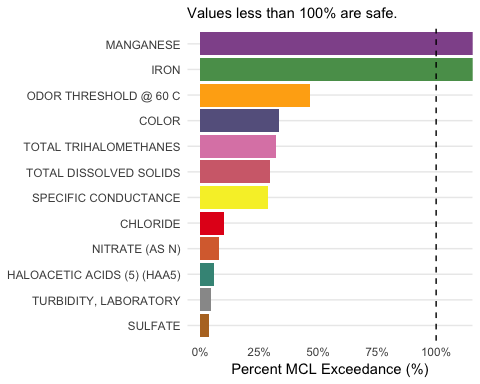 Values less than 100% are safe.
MANGANESE
IRON
ODOR THRESHOLD @ 60 C
COLOR
TOTAL TRIHALOMETHANES
TOTAL DISSOLVED SOLIDS
SPECIFIC CONDUCTANCE
CHLORIDE
NITRATE (AS N)
HALOACETIC ACIDS (5) (HAA5)
TURBIDITY, LABORATORY
SULFATE
0% 25% 50% 75% 100%
Percent MCL Exceedance (%)